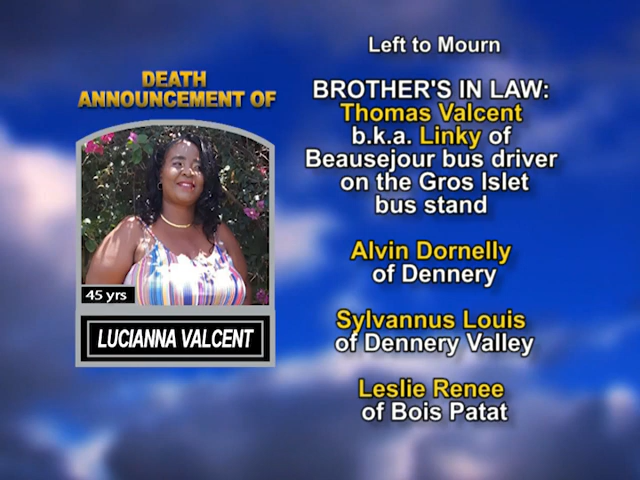 DEATH
ANNOUNCEMENT OF
45 yrs
LUCIANNA VALCENT
Left to Mourn
BROTHER'S IN LAW:
Thomas Valcent
b.k.a. Linky of
Beausejour bus driver
on the Gros Islet
bus stand
Alvin Dornelly
of Dennery
Sylvannus Louis
of Dennery Valley
Leslie Renee
of Bois Patat